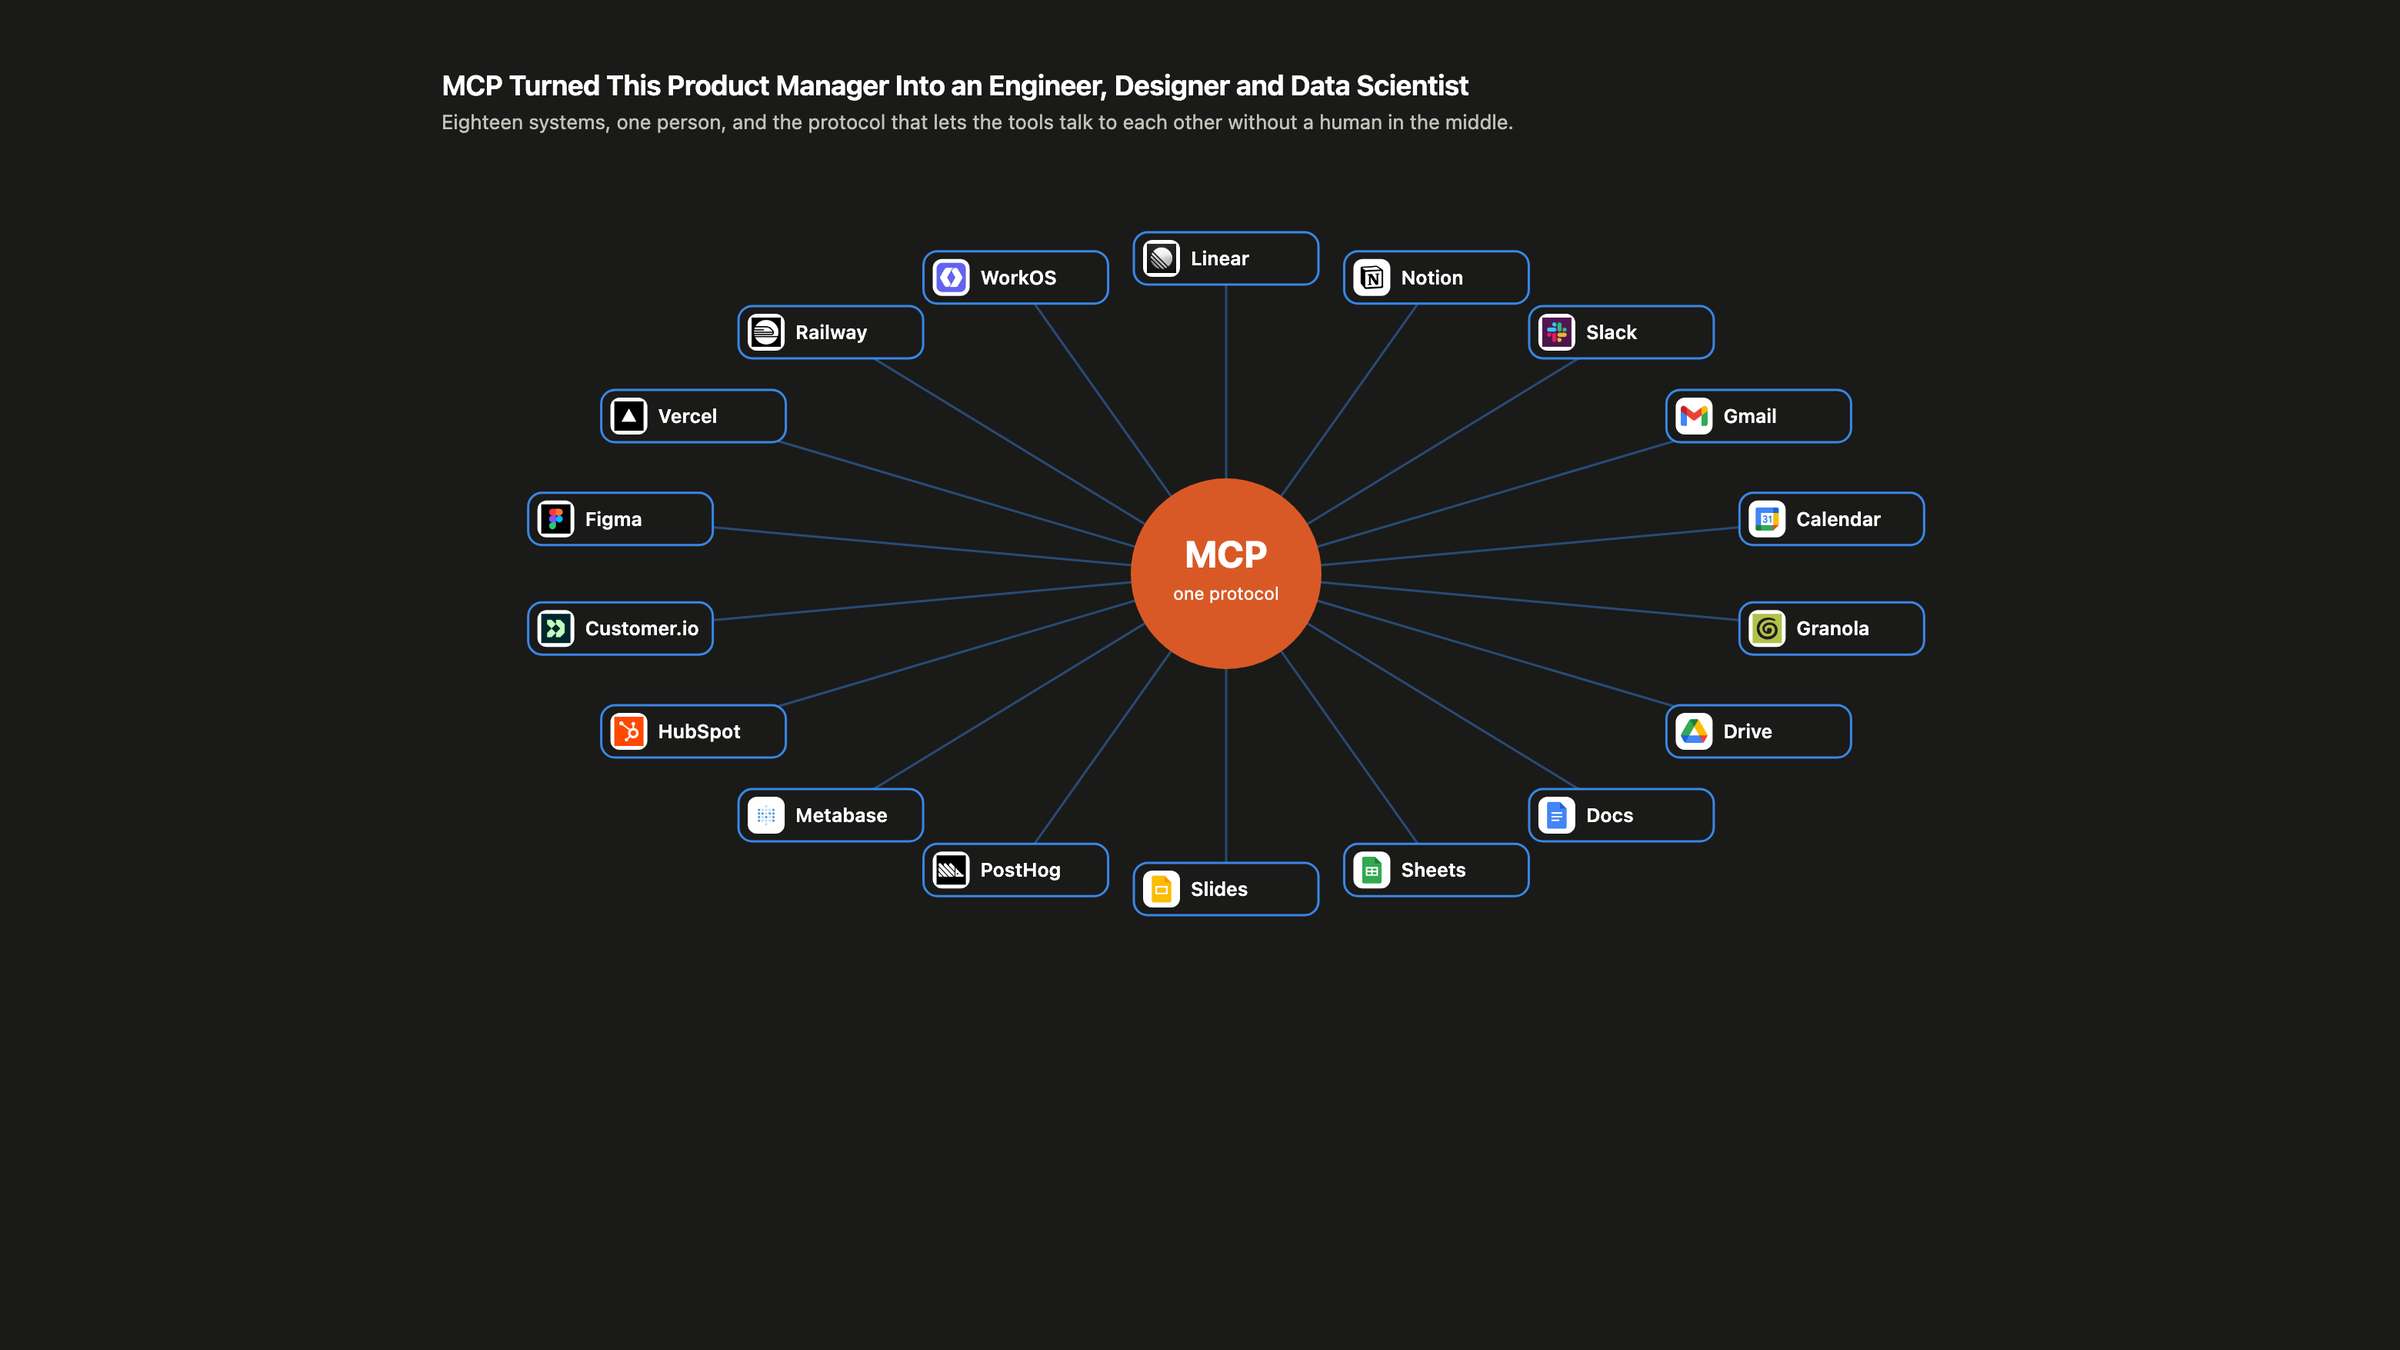 MCP Turned This Product Manager Into an Engineer, Designer and Data Scientist
Eighteen systems, one person, and the protocol that lets the tools talk to each other without a human in the middle.
Linear
WorkOS
Notion
Railway
Slack
Vercel
Gmail
Figma
31
Calendar
MCP
one protocol
Customer.io
Granola
HubSpot
Drive
Metabase
Docs
PostHog
Sheets
Slides